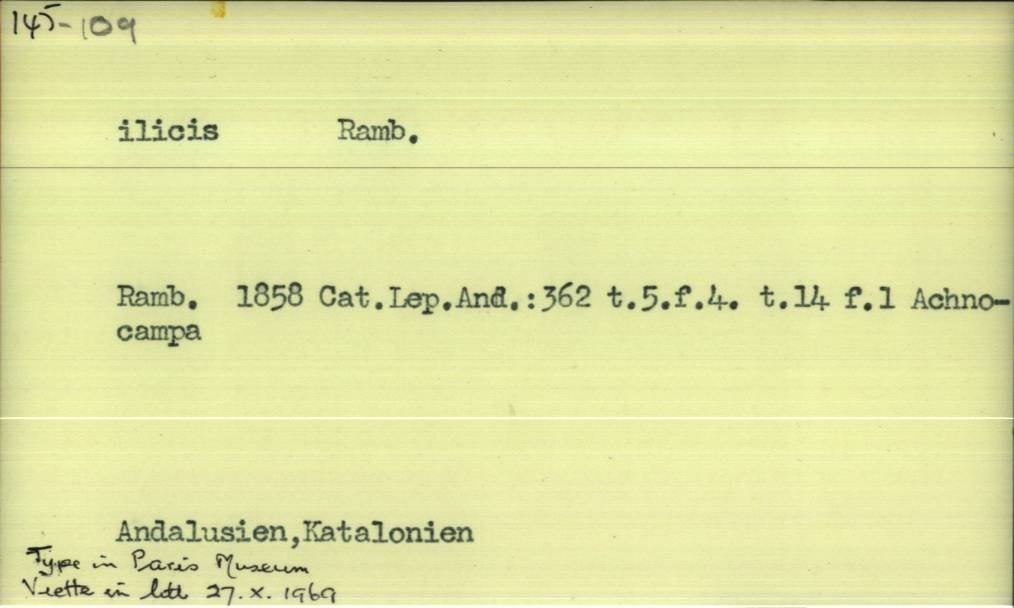 145-109
ilicis Ramb.
Ramb. 1858 Cat.Lep.And.:362 t.5.f.4. t.14 f.1 Achno-
campa
Andalusien,Katalonien
Type in Paris Museum
Viette in litt 27.x.1969